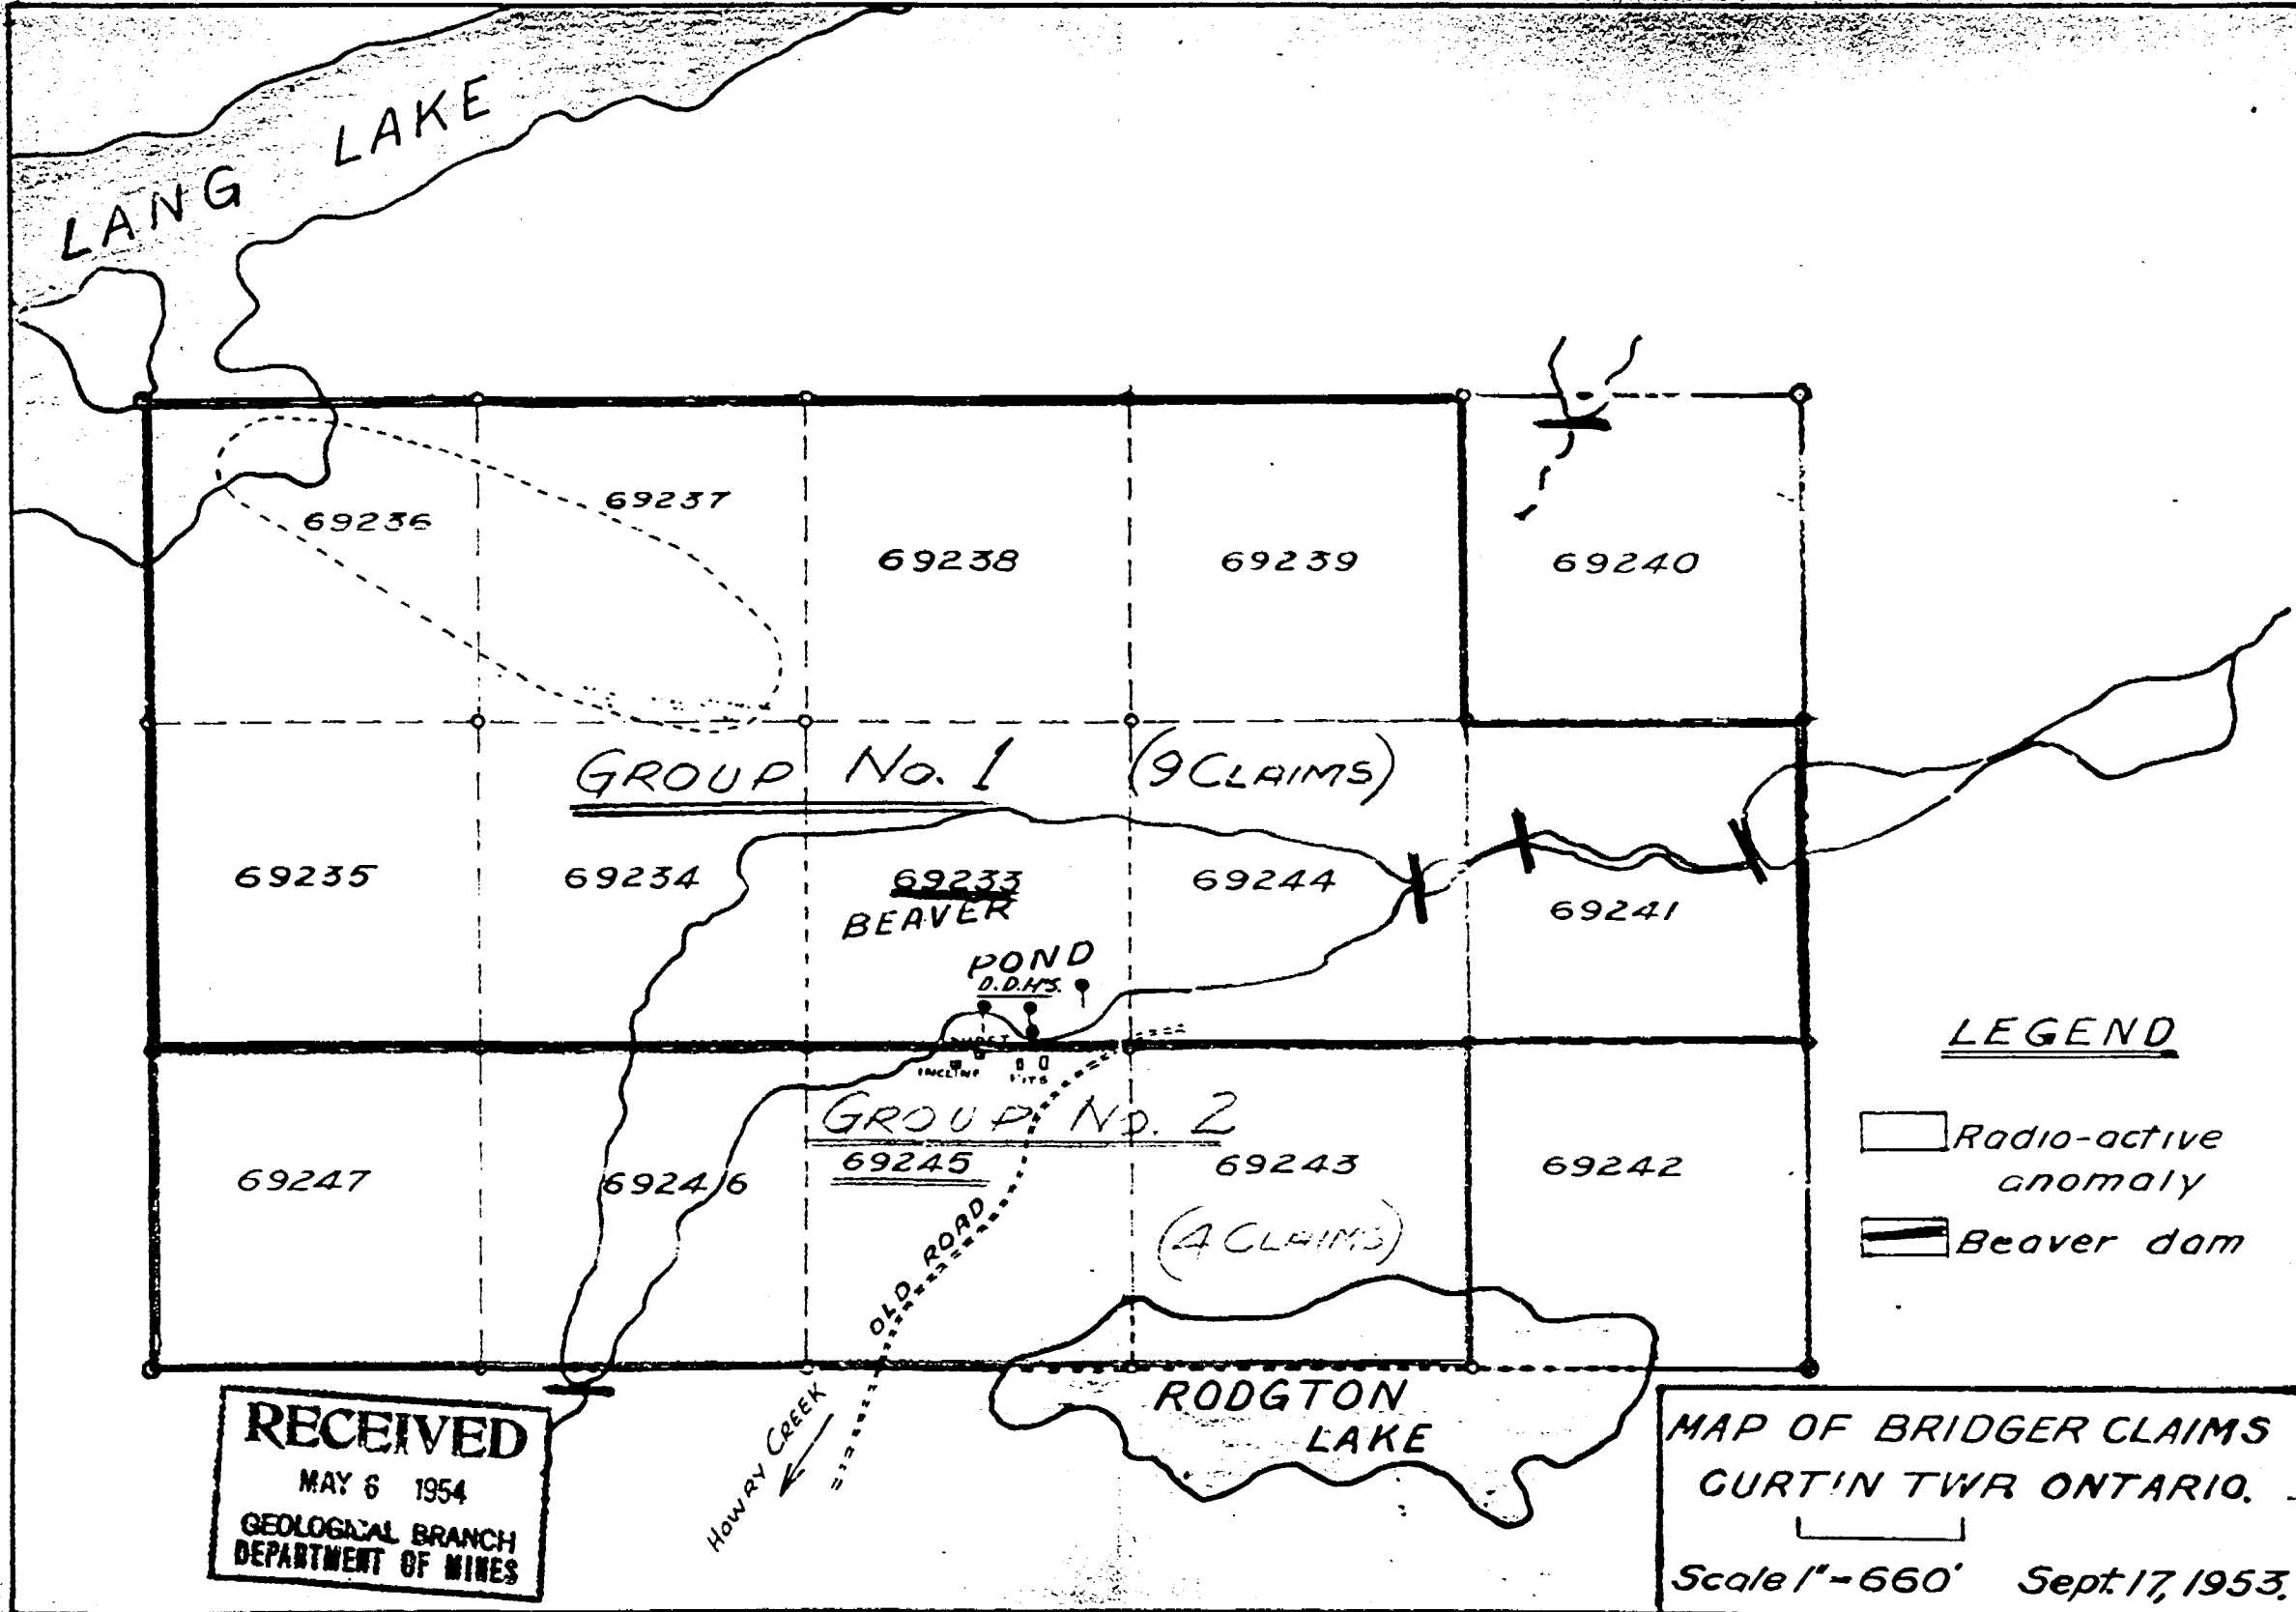 LANG LAKE
69236
69237
69238
69239
69240
GROUP No. 1 (9 CLAIMS)
69235
69234
69233
69244
69241
BEAVER
POND
D.D.H'S.
INCLINE
PITS
GROUP No. 2
69247
69246
69245
69243
69242
(4 CLAIMS)
OLD ROAD
HOWRY CREEK
RODGTON
LAKE
LEGEND
Radio-active
anomaly
Beaver dam
RECEIVED
MAY 6 1954
GEOLOGICAL BRANCH
DEPARTMENT OF MINES
MAP OF BRIDGER CLAIMS
CURTIN TWP. ONTARIO.
Scale 1"-660' Sept. 17, 1953.